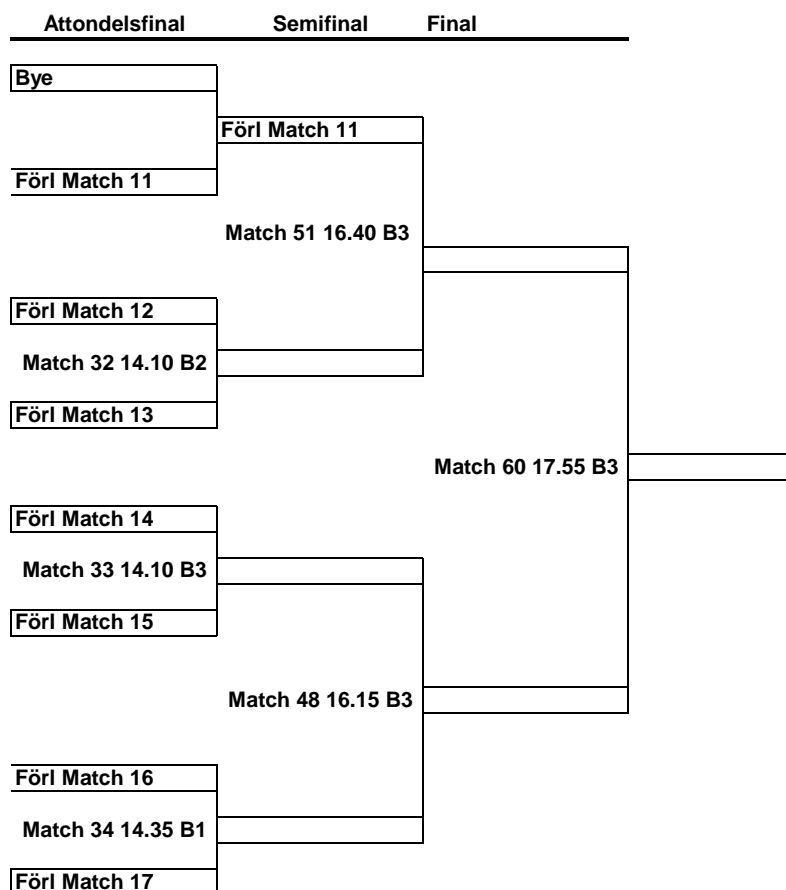 Attondelsfinal Semifinal Final
Bye
Förl Match 11
Förl Match 11
Match 51 16.40 B3
Förl Match 12
Match 32 14.10 B2
Förl Match 13
Match 60 17.55 B3
Förl Match 14
Match 33 14.10 B3
Förl Match 15
Match 48 16.15 B3
Förl Match 16
Match 34 14.35 B1
Förl Match 17